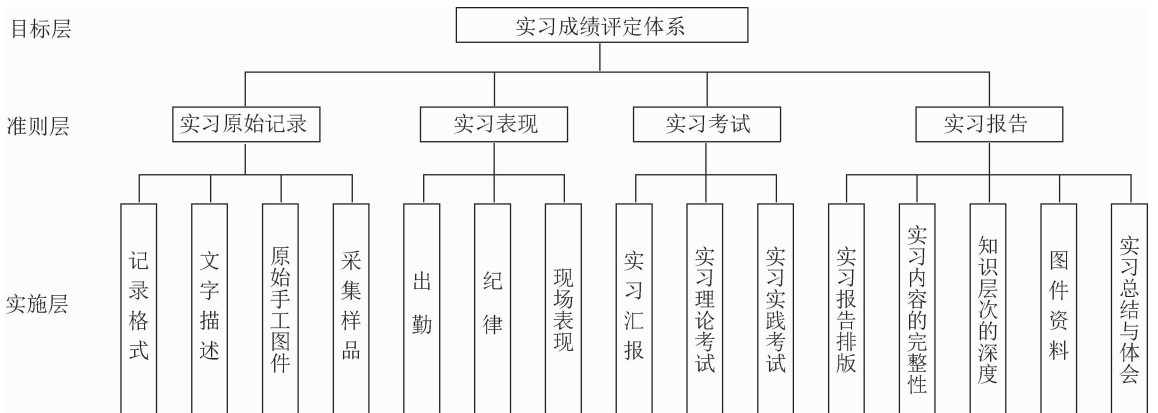 目标层
实习成绩评定体系
准则层
实习原始记录
实习表现
实习考试
实习报告
实施层
记录格式
文字描述
原始手工图件
采集样品
出勤
纪律
现场表现
实习汇报
实习理论考试
实习实践考试
实习报告排版
实习内容的完整性
知识层次的深度
图件资料
实习总结与体会